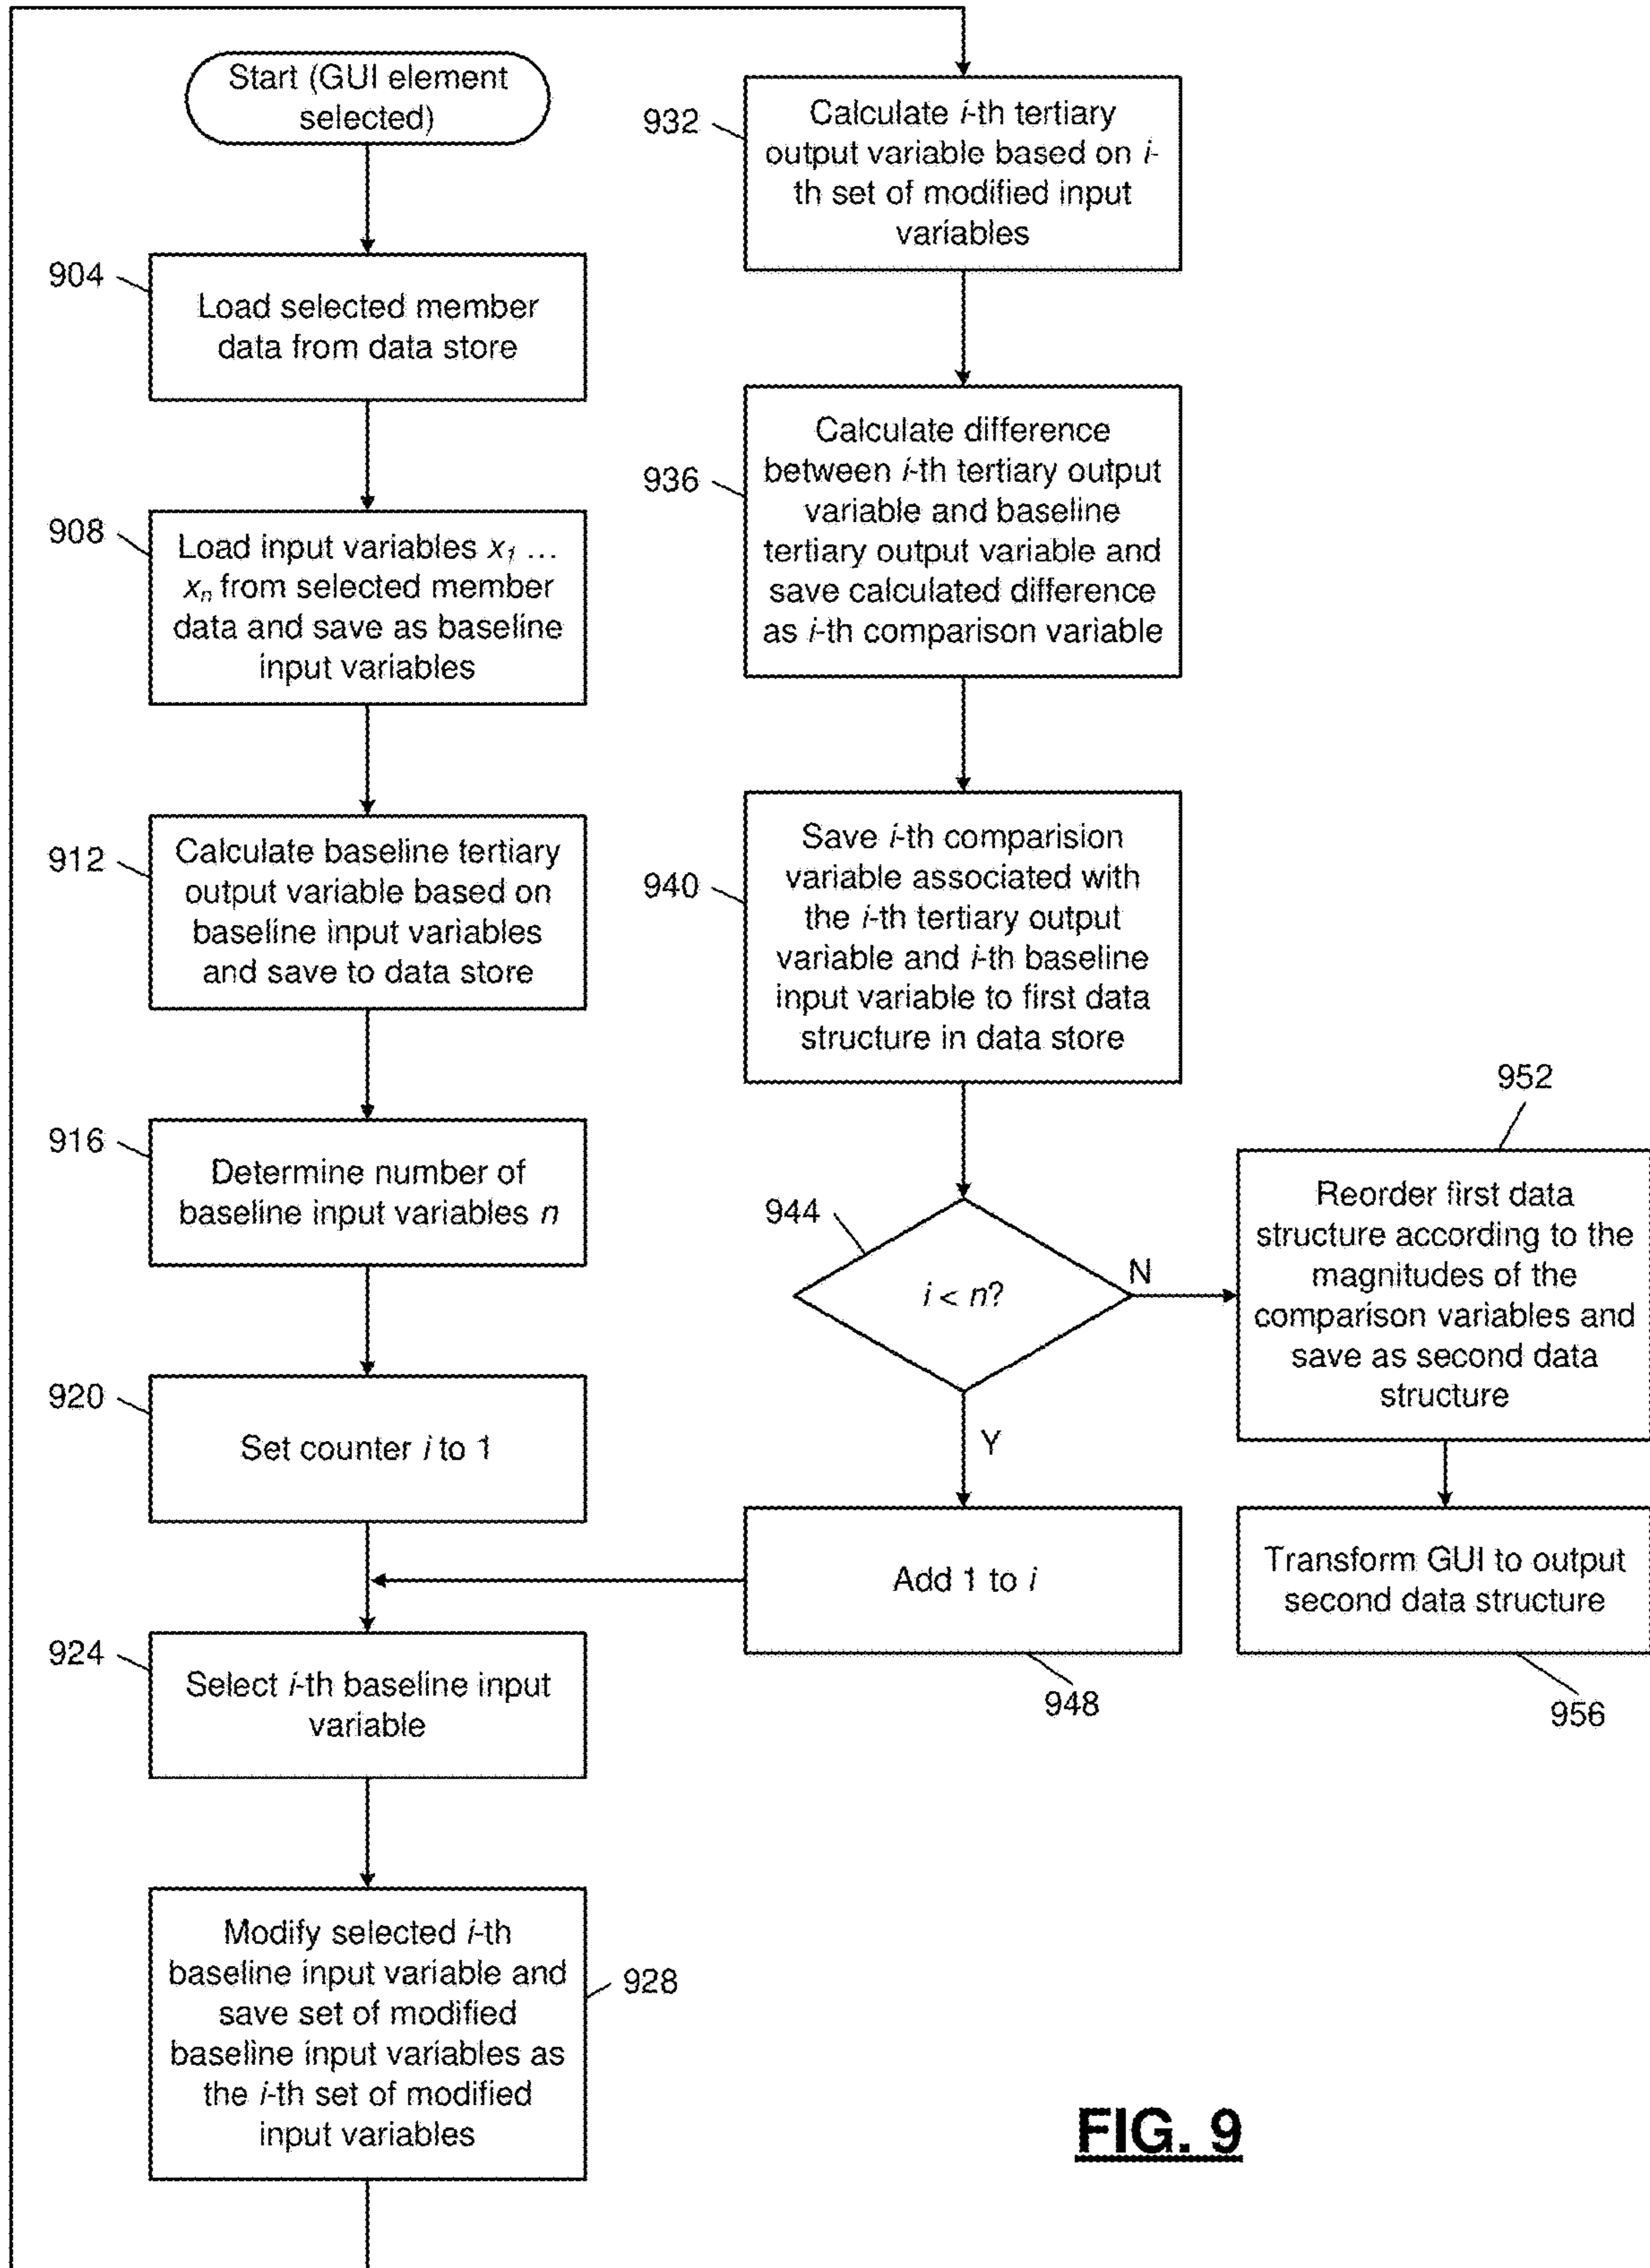 Start (GUI element
selected)
904
Load selected member
data from data store
908
Load input variables x1 ...
xn from selected member
data and save as baseline
input variables
912
Calculate baseline tertiary
output variable based on
baseline input variables
and save to data store
916
Determine number of
baseline input variables n
920
Set counter i to 1
924
Select i-th baseline input
variable
Modify selected i-th
baseline input variable and
save set of modified
baseline input variables as
the i-th set of modified
input variables
928
932
Calculate i-th tertiary
output variable based on i-
th set of modified input
variables
936
Calculate difference
between i-th tertiary output
variable and baseline
tertiary output variable and
save calculated difference
as i-th comparison variable
940
Save i-th comparision
variable associated with
the i-th tertiary output
variable and i-th baseline
input variable to first data
structure in data store
944
i < n?
N
Y
Add 1 to i
948
952
Reorder first data
structure according to the
magnitudes of the
comparison variables and
save as second data
structure
Transform GUI to output
second data structure
956
FIG. 9